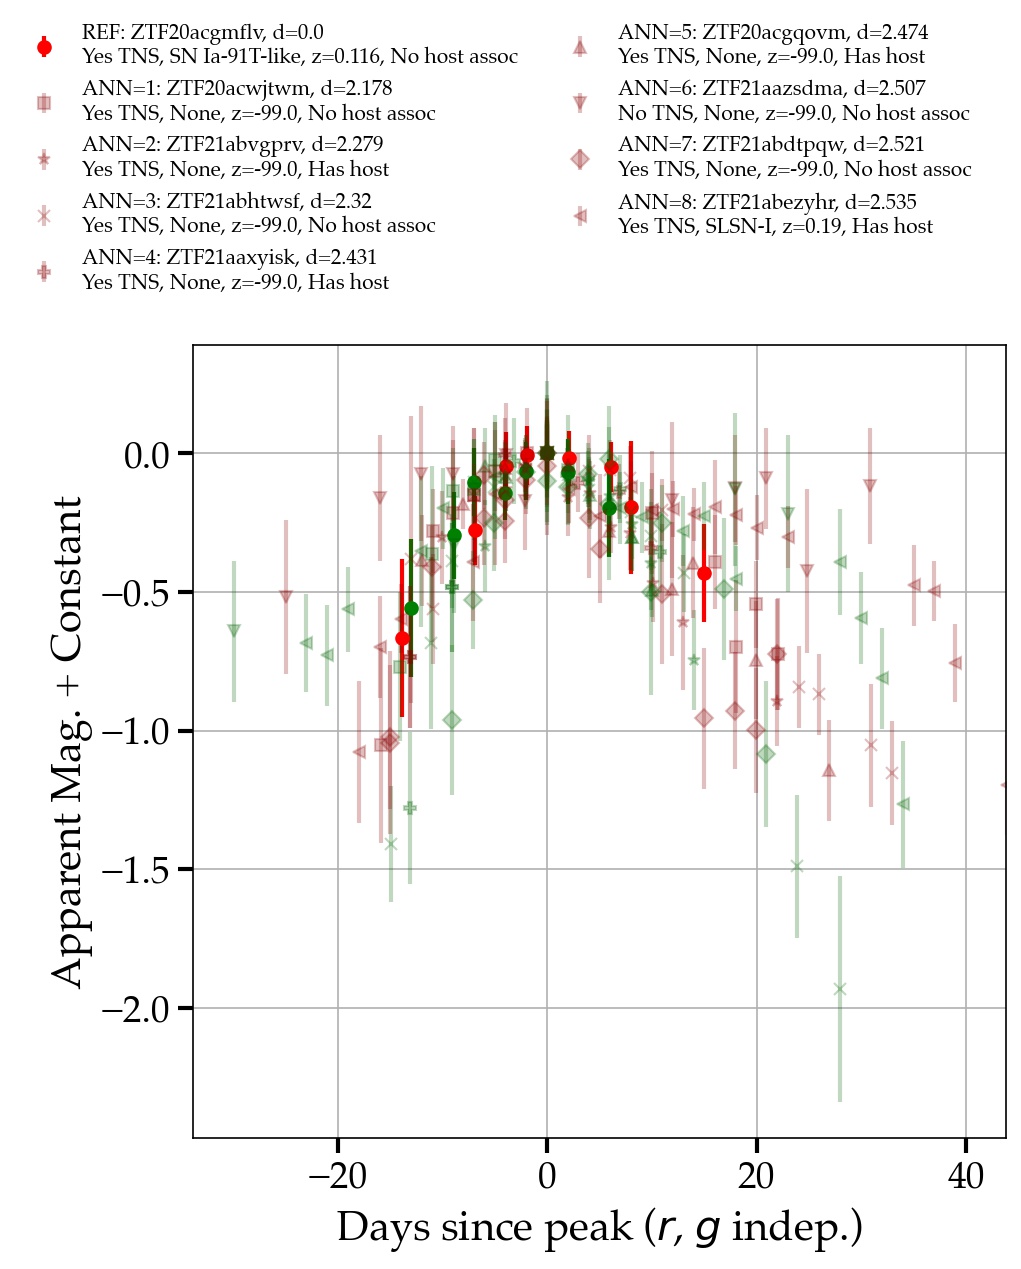 REF: ZTF20acgmflv, d=0.0
Yes TNS, SN Ia-91T-like, z=0.116, No host assoc
ANN=1: ZTF20acwjtwm, d=2.178
Yes TNS, None, z=-99.0, No host assoc
ANN=2: ZTF21abvgprv, d=2.279
Yes TNS, None, z=-99.0, Has host
ANN=3: ZTF21abhtwsf, d=2.32
Yes TNS, None, z=-99.0, No host assoc
ANN=4: ZTF21aaxyisk, d=2.431
Yes TNS, None, z=-99.0, Has host
ANN=5: ZTF20acgqovm, d=2.474
Yes TNS, None, z=-99.0, Has host
ANN=6: ZTF21aazsdma, d=2.507
No TNS, None, z=-99.0, No host assoc
ANN=7: ZTF21abdtpqw, d=2.521
Yes TNS, None, z=-99.0, No host assoc
ANN=8: ZTF21abezyhr, d=2.535
Yes TNS, SLSN-I, z=0.19, Has host
Apparent Mag. + Constant
0.0
−0.5
−1.0
−1.5
−2.0
−20
0
20
40
Days since peak (r, g indep.)